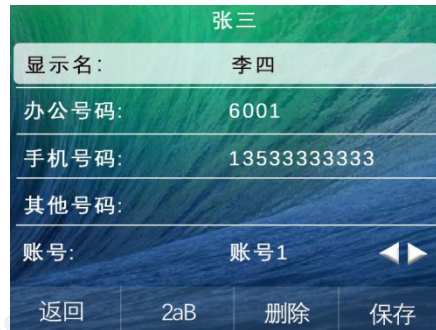 张三
显示名: 李四
办公号码: 6001
手机号码: 13533333333
其他号码:
账号: 账号1
返回 2aB 删除 保存